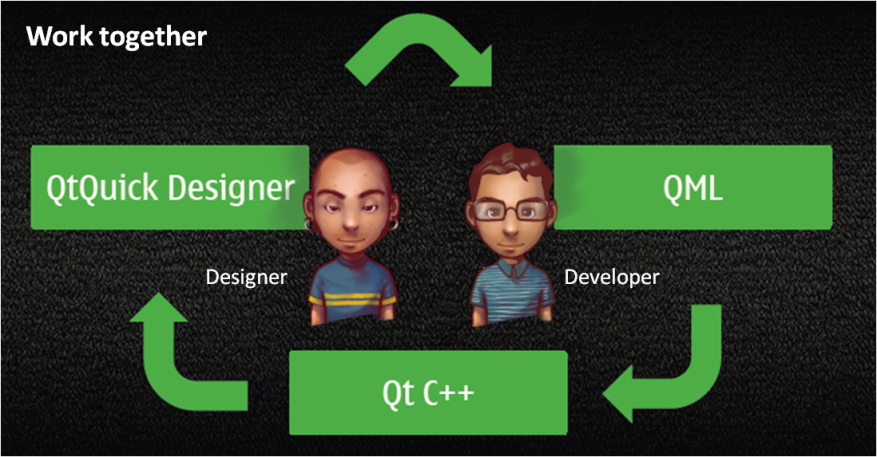 Work together
QtQuick Designer
QML
Designer
Developer
Qt C++